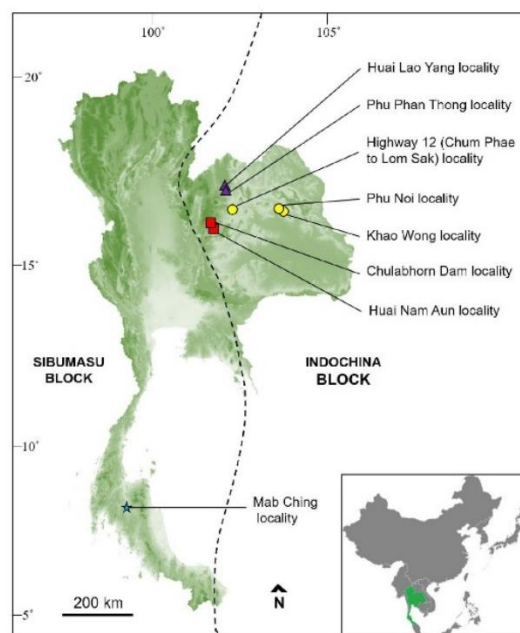 100°
105°
20°
Huai Lao Yang locality
Phu Phan Thong locality
Highway 12 (Chum Phae
to Lom Sak) locality
Phu Noi locality
Khao Wong locality
15°
Chulabhorn Dam locality
Huai Nam Aun locality
SIBUMASU
BLOCK
INDOCHINA
BLOCK
10°
Mab Ching
locality
200 km
N
5°